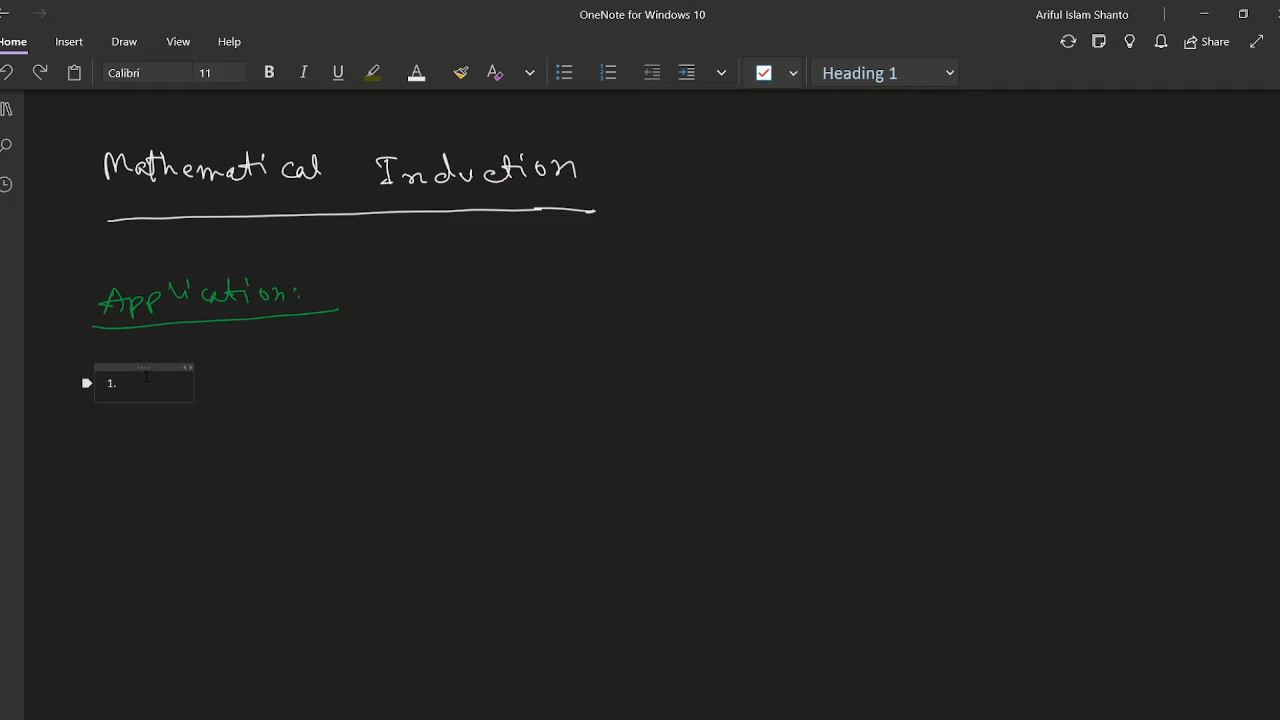 OneNote for Windows 10
Ariful Islam Shanto
Home Insert Draw View Help
Share
Calibri 11 B I U A A Heading 1
Mathematical Induction
Application:
1.